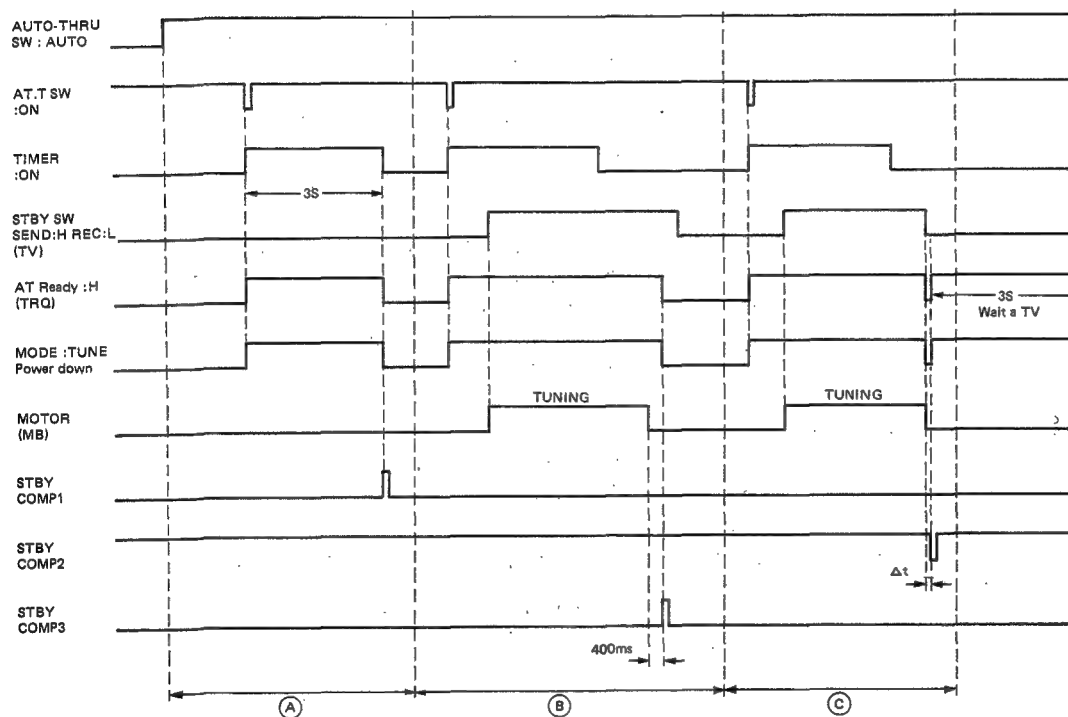 AUTO-THRU
SW : AUTO
AT.T SW
:ON
TIMER
:ON
3S
STBY SW
SEND:H REC:L
(TV)
AT Ready :H
(TRQ)
3S
Wait a TV
MODE :TUNE
Power down
TUNING
TUNING
MOTOR
(MB)
STBY
COMP1
STBY
COMP2
Δt
STBY
COMP3
400ms
A
B
C